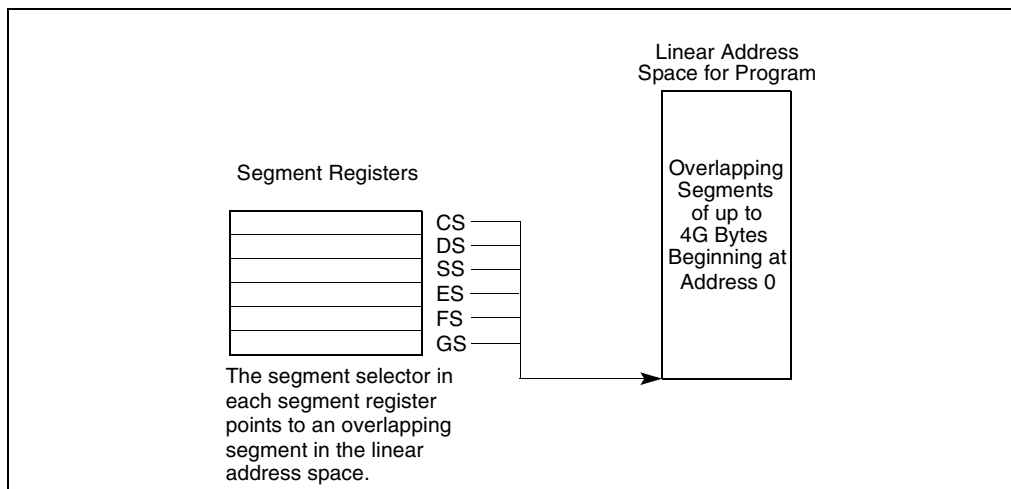 Linear Address
Space for Program
Overlapping
Segments
of up to
4G Bytes
Beginning at
Address 0
Segment Registers
CS
DS
SS
ES
FS
GS
The segment selector in
each segment register
points to an overlapping
segment in the linear
address space.